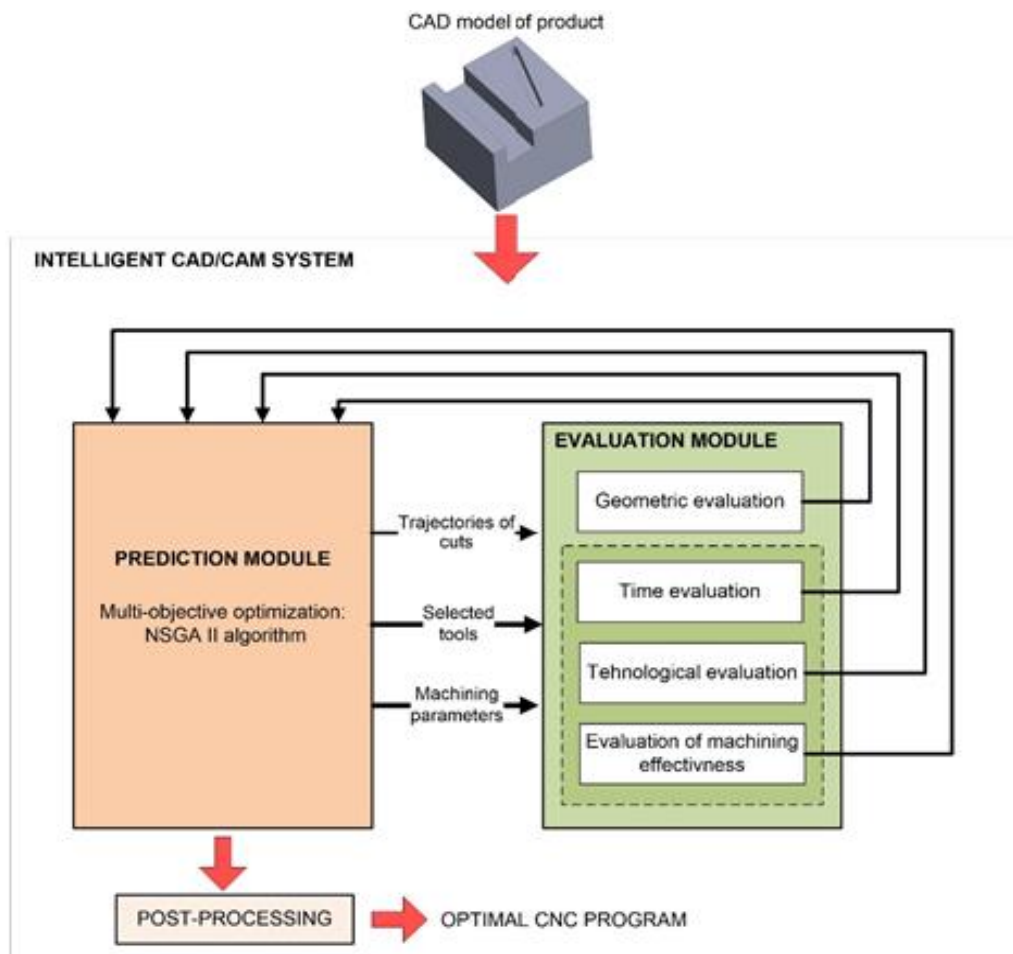 CAD model of product
INTELLIGENT CAD/CAM SYSTEM
PREDICTION MODULE
Multi-objective optimization:
NSGA II algorithm
Trajectories of
cuts
Selected
tools
Machining
parameters
EVALUATION MODULE
Geometric evaluation
Time evaluation
Tehnological evaluation
Evaluation of machining
effectivness
POST-PROCESSING
OPTIMAL CNC PROGRAM